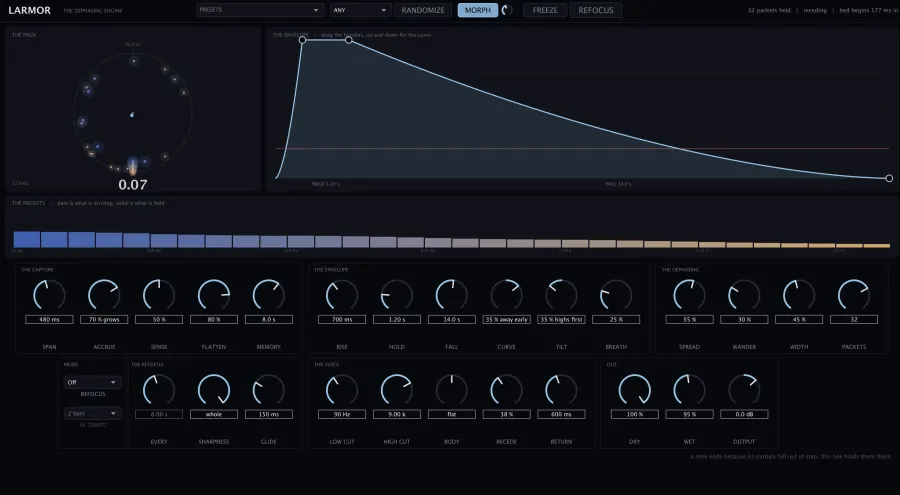 LARMOR
THE DEPHASING ENGINE
PRESETS
ANY
RANDOMIZE
MORPH
FREEZE
REFOCUS
32 packets held | receding | bed begins 177 ms in
THE PACK
IN STEP
0.07
THE ENVELOPE - drag the handles, up and down for the curve
HOLD 1.20 s
FALL 14.0 s
THE PACKETS - pale is what is arriving, solid is what is held
THE CAPTURE
480 ms
70 % grows
50 %
80 %
8.0 s
SPAN
ACCRUE
SENSE
FLATTEN
MEMORY
THE ENVELOPE
700 ms
1.20 s
14.0 s
35 % away early
35 % highs first
25 %
RISE
HOLD
FALL
CURVE
TILT
BREATH
THE DEPHASING
55 %
30 %
45 %
32
SPREAD
WANDER
WIDTH
PACKETS
Off
REFOCUS
2 bars
IN TEMPO
THE REFOCUS
8.00 s
whole
150 ms
EVERY
SHARPNESS
GLIDE
THE VOICE
90 Hz
9.00 k
flat
38 %
600 ms
LOW CUT
HIGH CUT
BODY
RECEDE
RETURN
OUT
100 %
95 %
0.0 dB
DRY
WET
OUTPUT
a note ends because its partials fall out of step. this one holds them there.